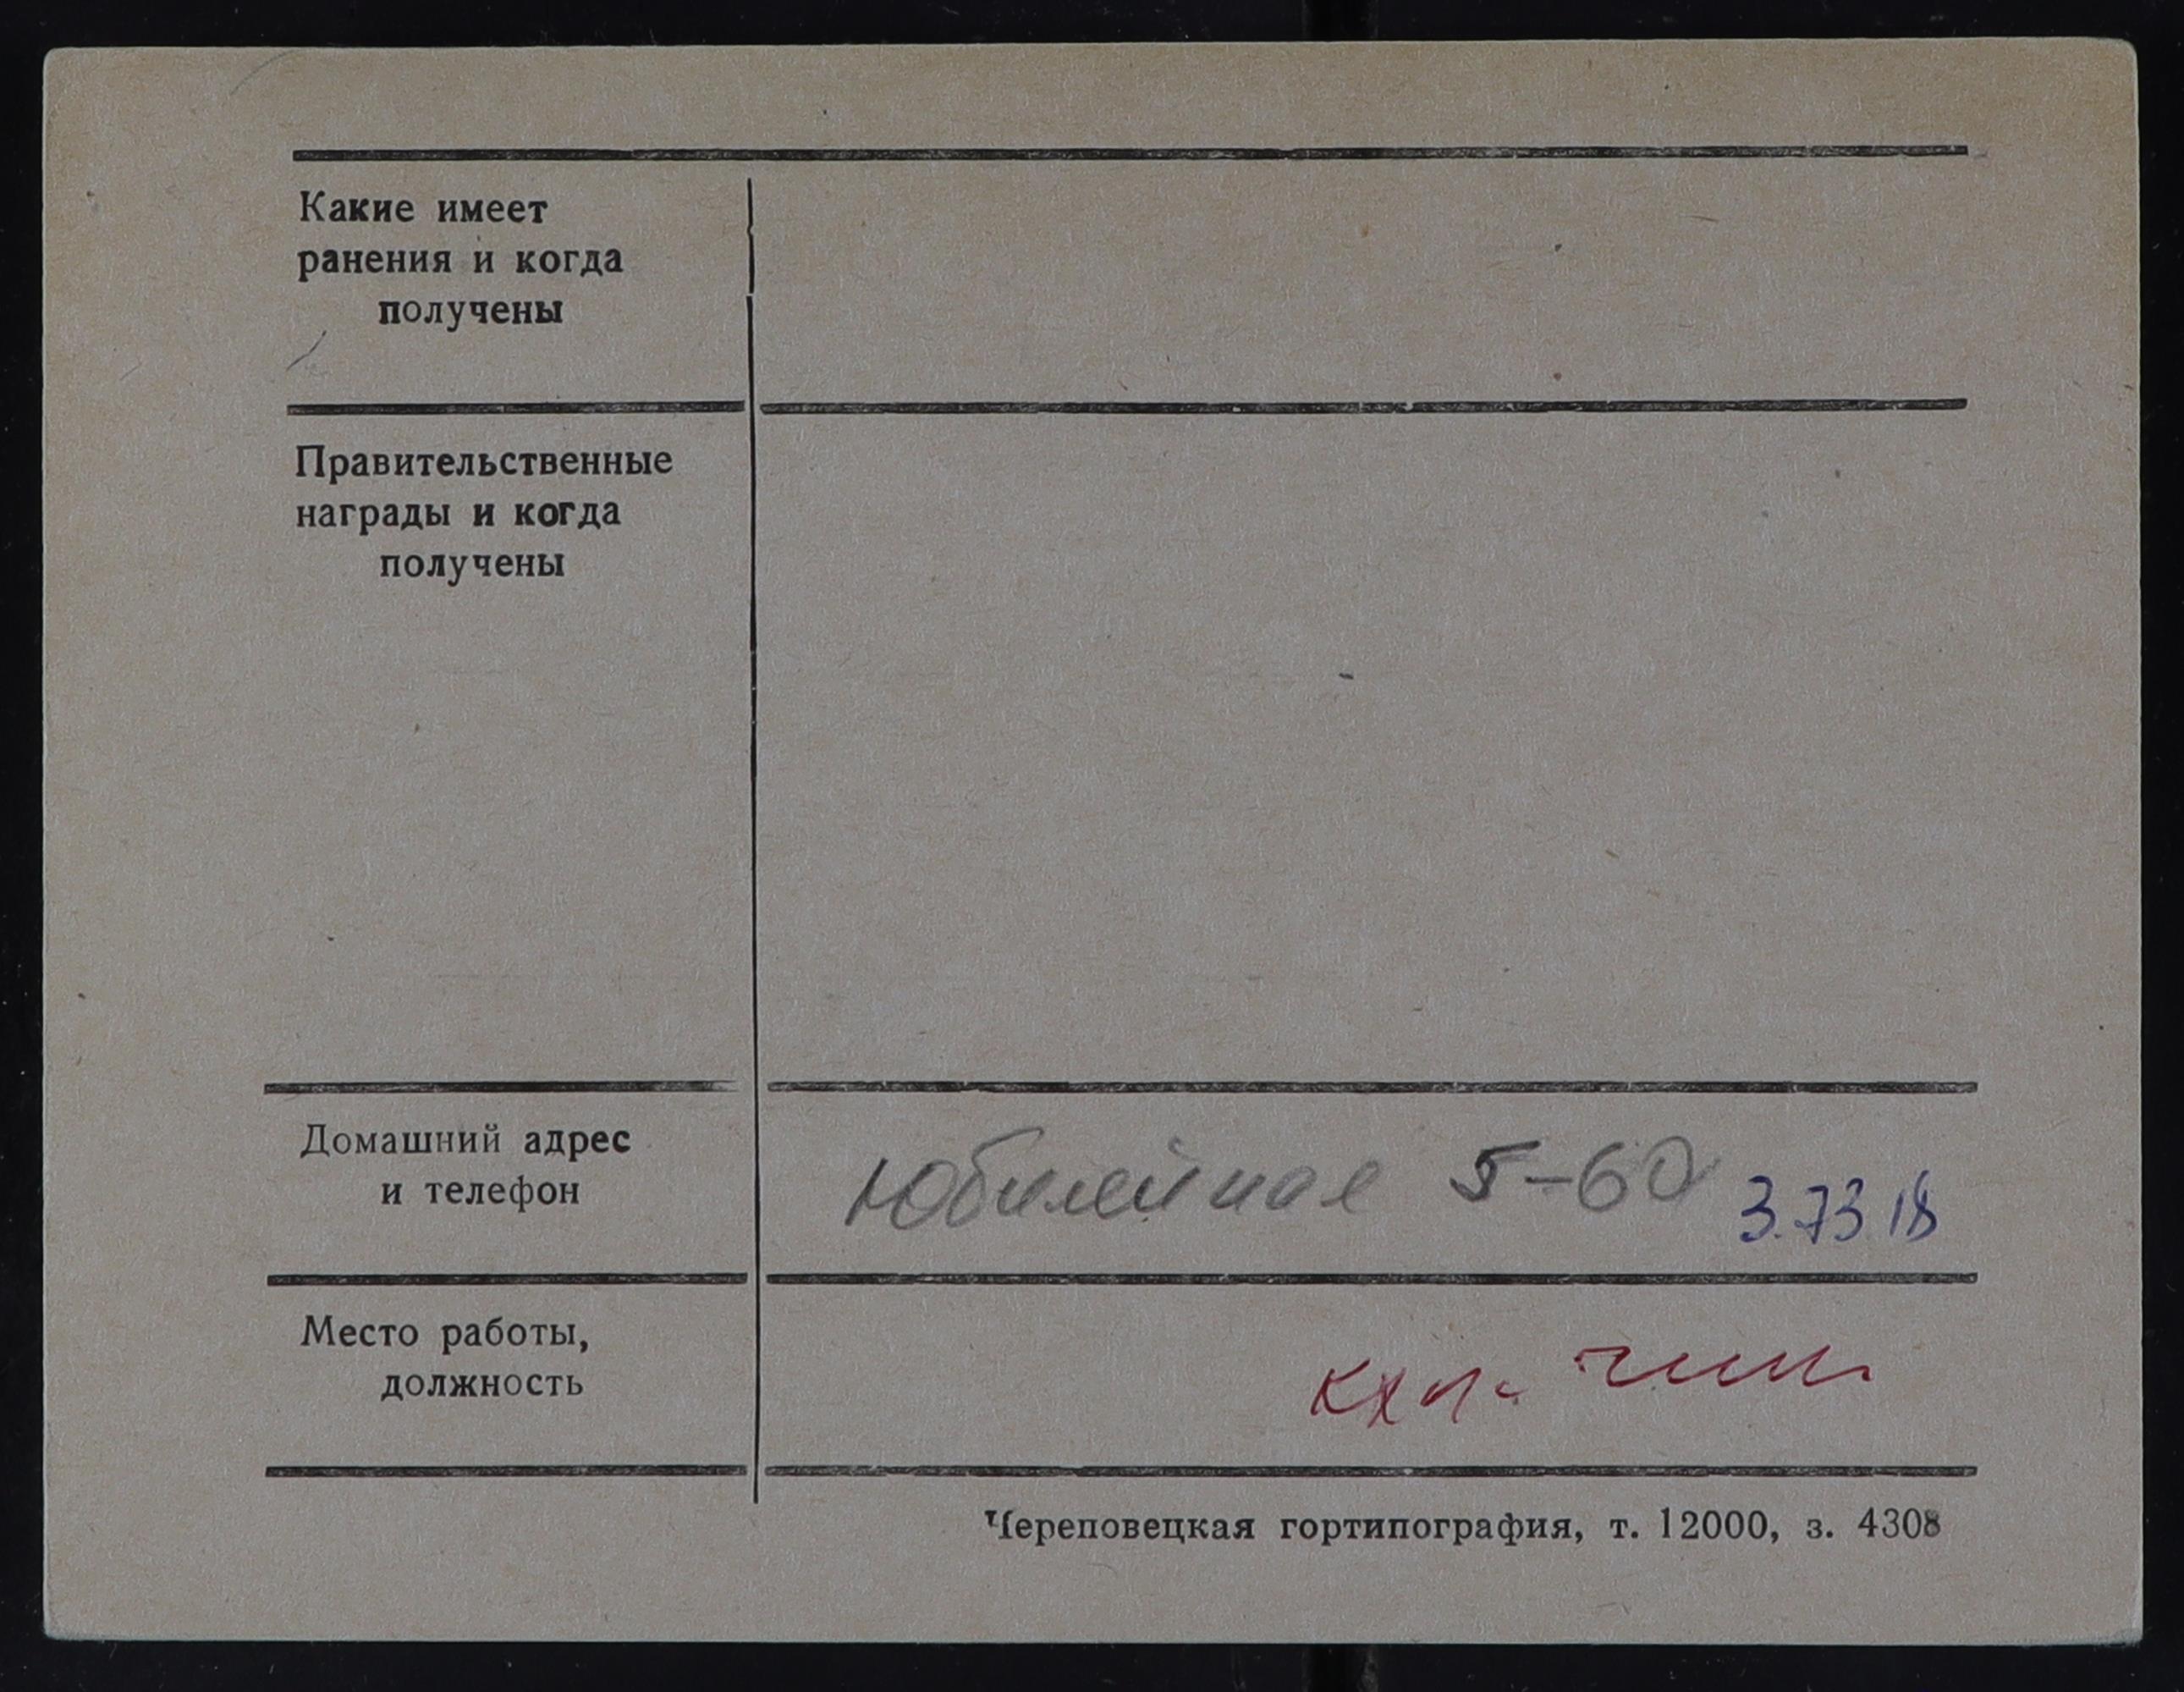 Какие имеет
ранения и когда
получены
Правительственные
награды и когда
получены
Домашний адрес
и телефон
Юбилейная 5-60 3.73 18
Место работы,
должность
Череповецкая гортипография, т. 12000, з. 4308